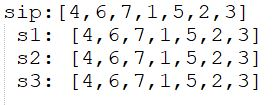 sip:[4,6,7,1,5,2,3]
s1: [4,6,7,1,5,2,3]
s2: [4,6,7,1,5,2,3]
s3: [4,6,7,1,5,2,3]